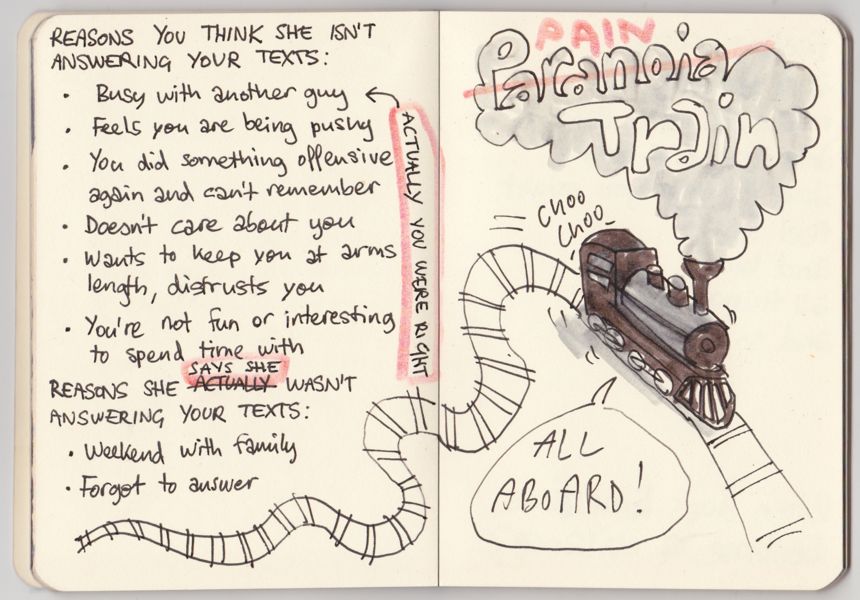 REASONS YOU THINK SHE ISN'T
ANSWERING YOUR TEXTS:
• Busy with another guy
• Feels you are being pushy
• You did something offensive
again and can't remember
• Doesn't care about you
• Wants to keep you at arms
length, distrusts you
• You're not fun or interesting
to spend time with
SAYS SHE
REASONS SHE ACTUALLY WASN'T
ANSWERING YOUR TEXTS:
• Weekend with family
• Forgot to answer
ACTUALLY YOU WERE RIGHT
PAIN
Paranoia
Train
CHOO
CHOO
ALL
ABOARD!